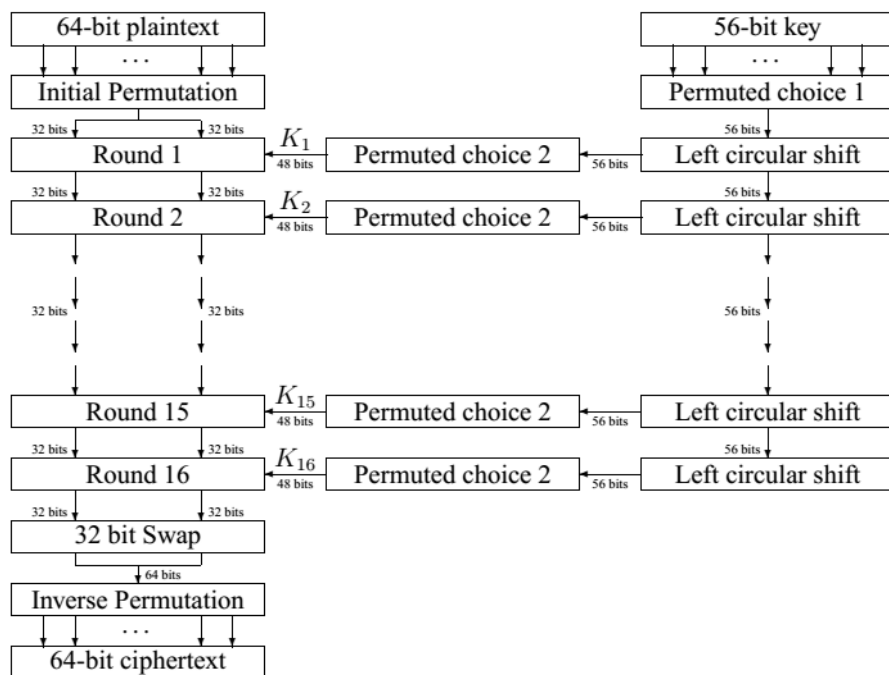 64-bit plaintext 56-bit key
...  ...
Initial Permutation Permuted choice 1
32 bits 32 bits K1 56 bits
Round 1 48 bits Permuted choice 2 56 bits Left circular shift
32 bits 32 bits K2 56 bits
Round 2 48 bits Permuted choice 2 56 bits Left circular shift
32 bits 32 bits 56 bits
K15
Round 15 48 bits Permuted choice 2 56 bits Left circular shift
32 bits 32 bits K16 56 bits
Round 16 48 bits Permuted choice 2 56 bits Left circular shift
32 bits 32 bits
32 bit Swap
64 bits
Inverse Permutation
...
64-bit ciphertext